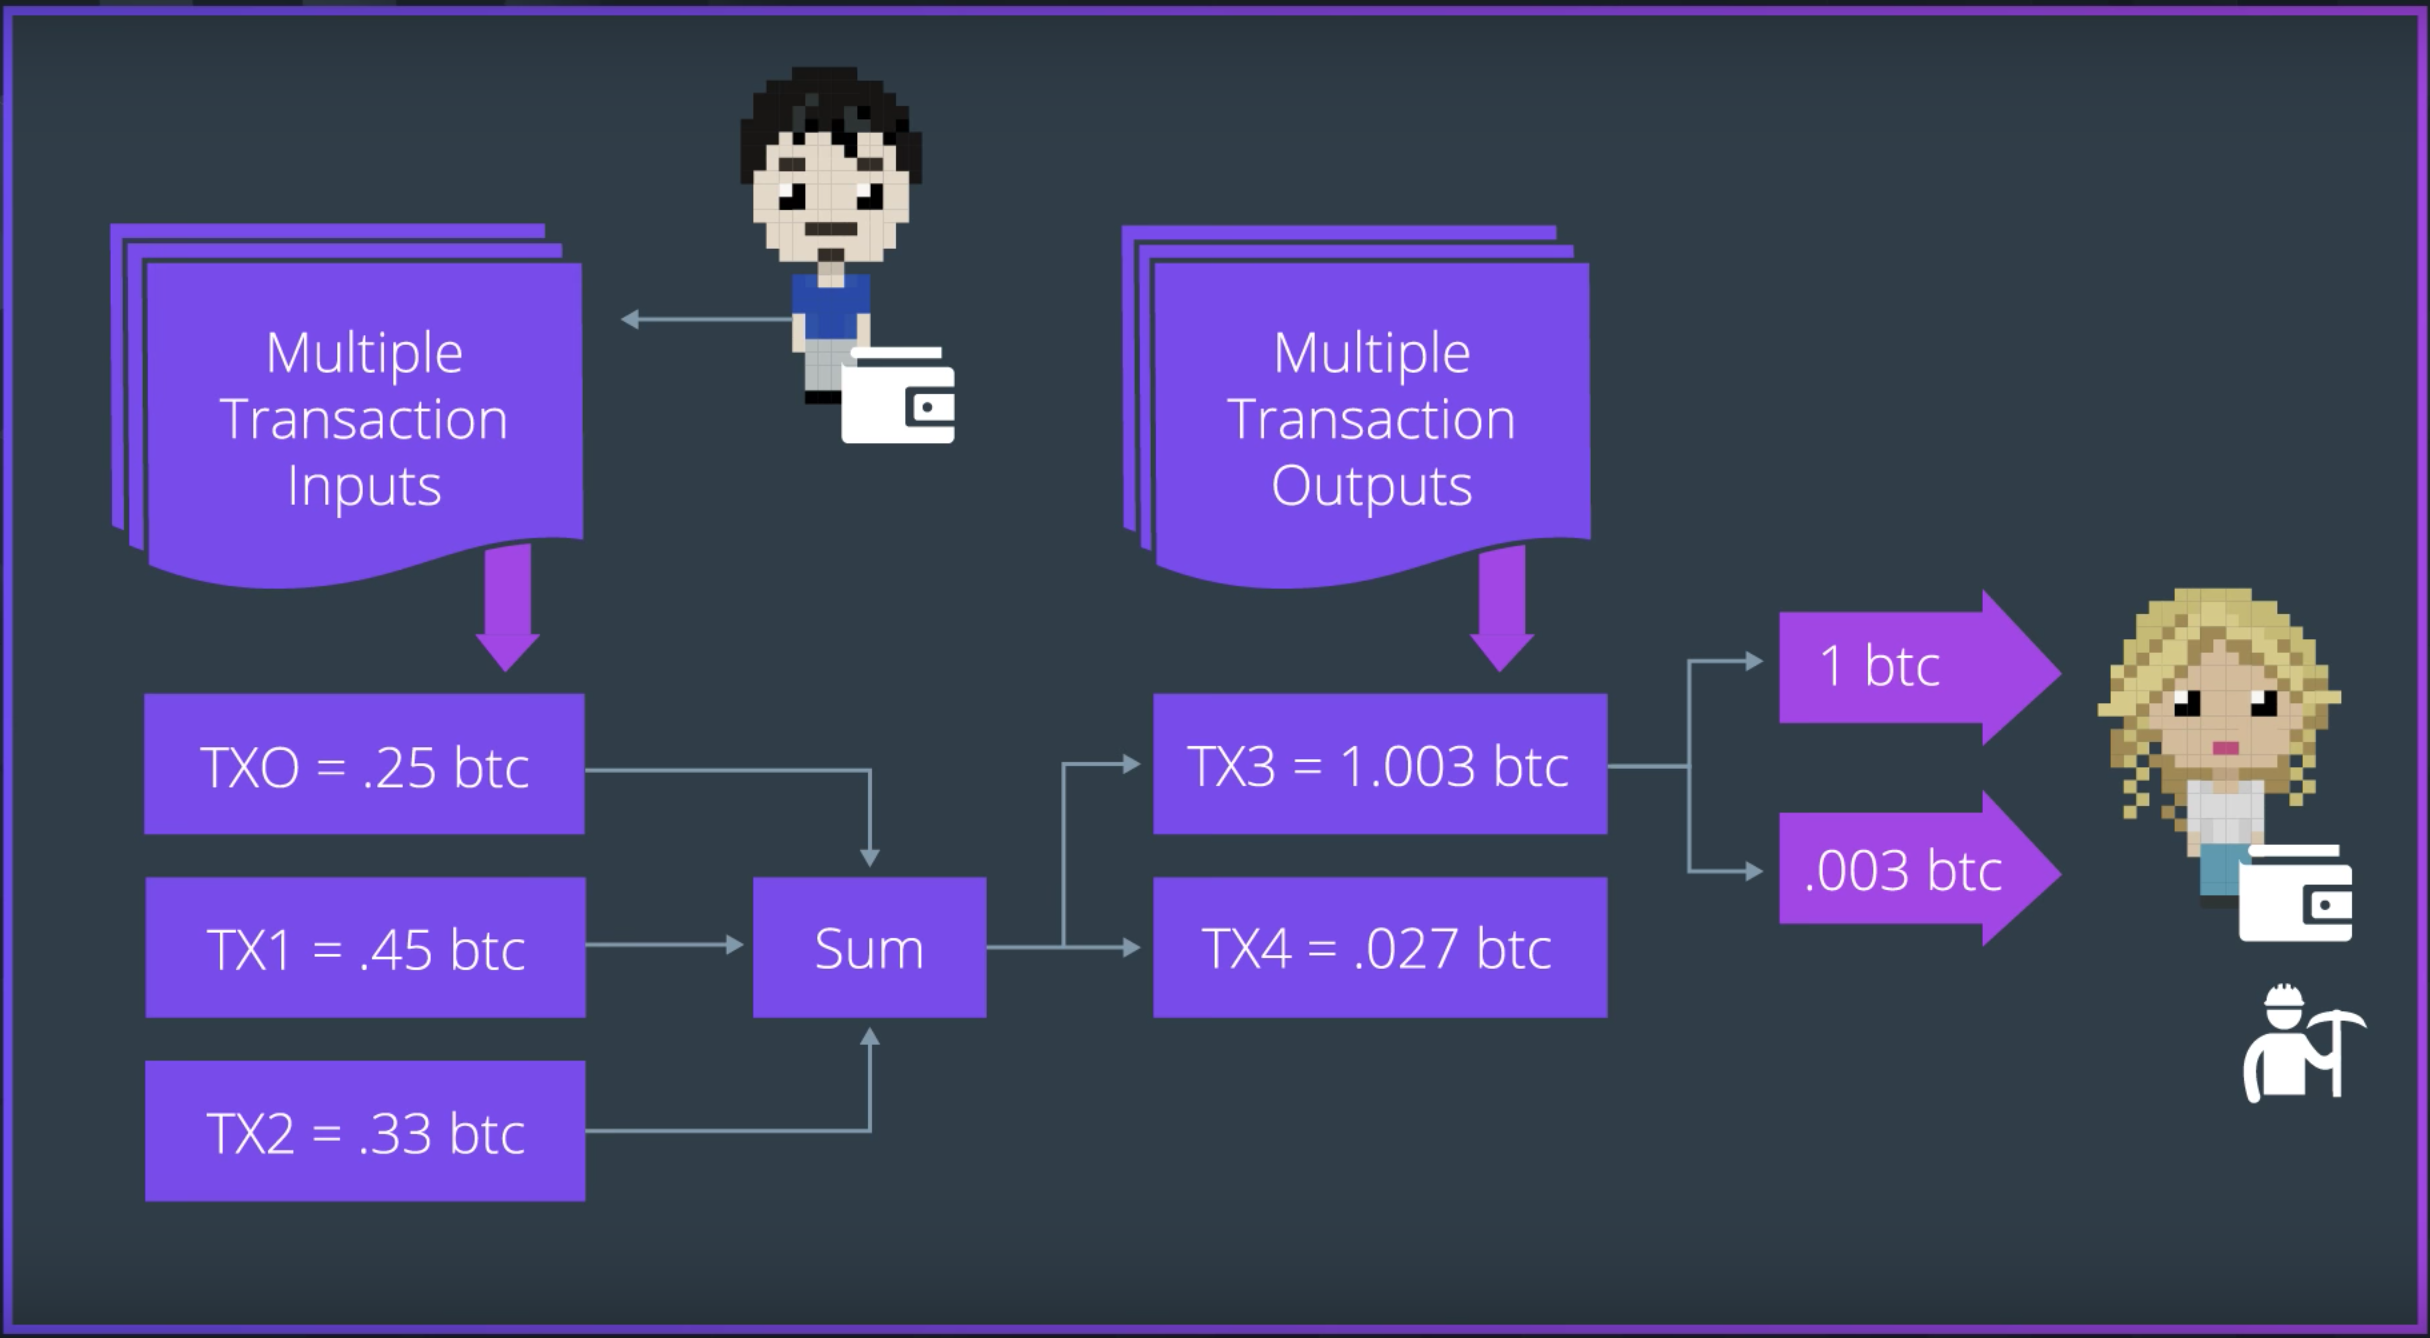 Multiple
Transaction
Inputs
Multiple
Transaction
Outputs
TXO = .25 btc
TX1 = .45 btc
TX2 = .33 btc
Sum
TX3 = 1.003 btc
TX4 = .027 btc
1 btc
.003 btc